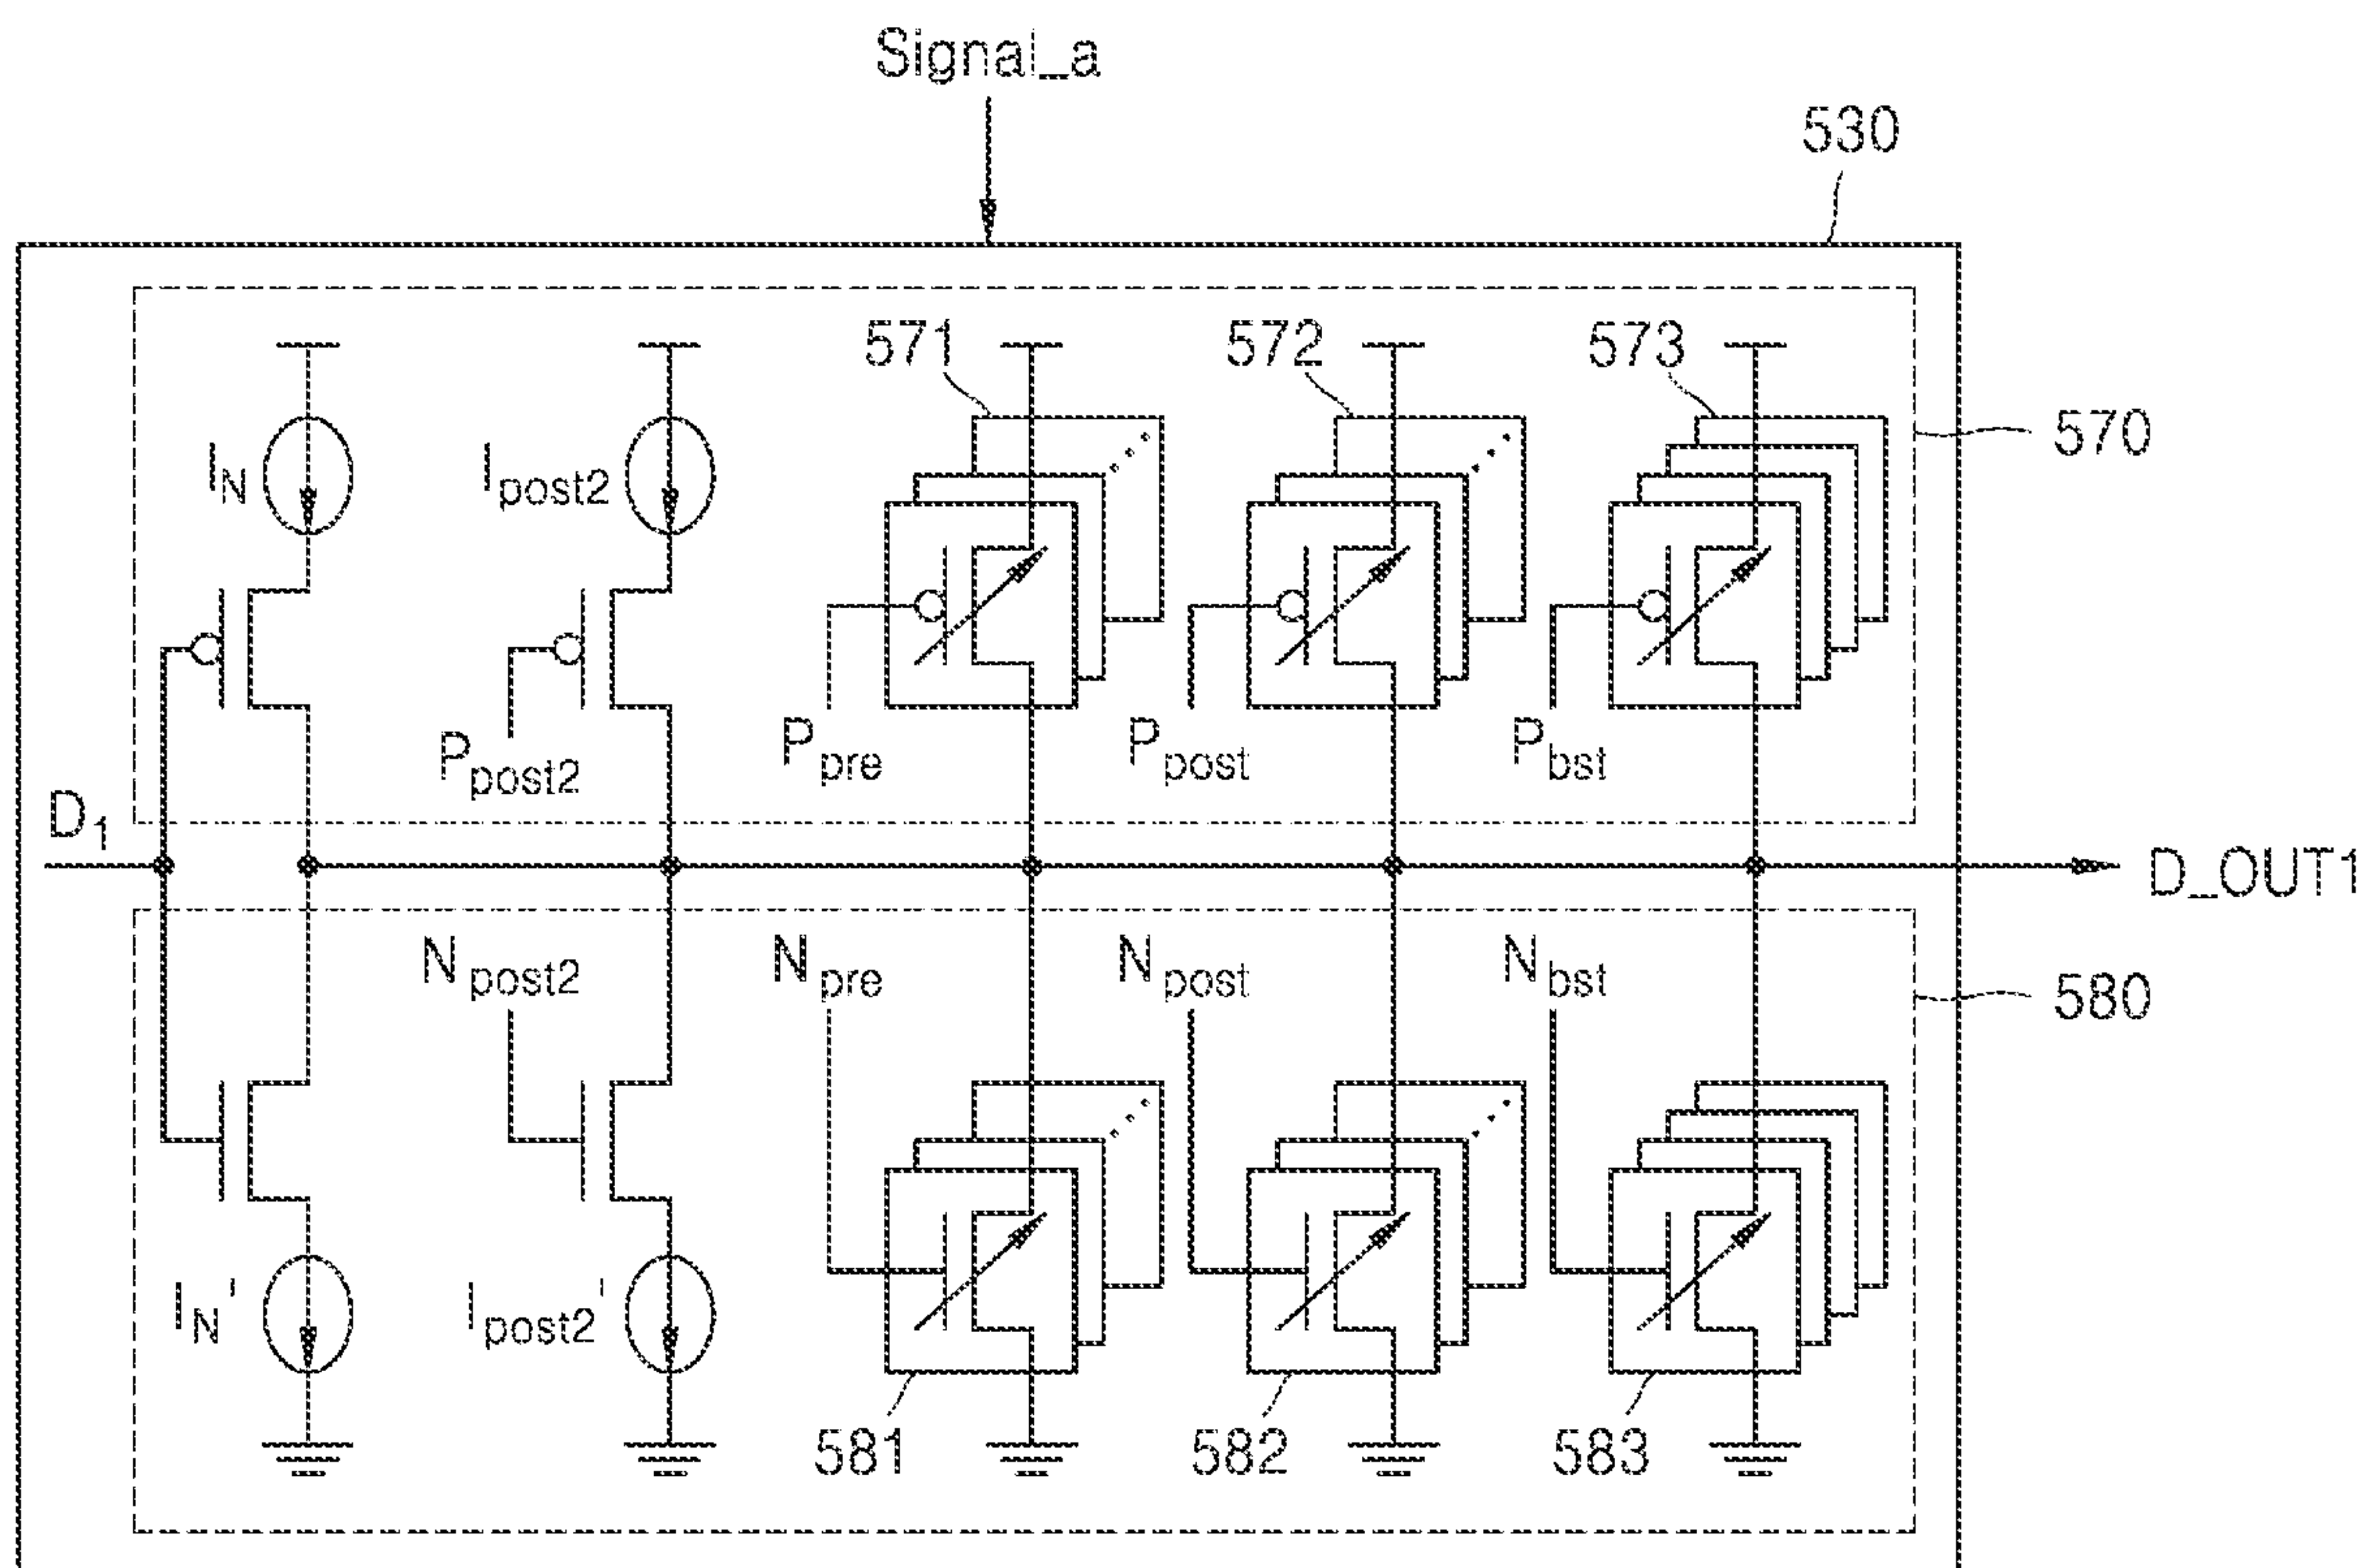 Signal_a
530
571
572
573
570
I_N
I_post2
P_post2
P_pre
P_post
P_bst
D_1
D_OUT1
N_post2
N_pre
N_post
N_bst
580
I_N'
I_post2'
581
582
583